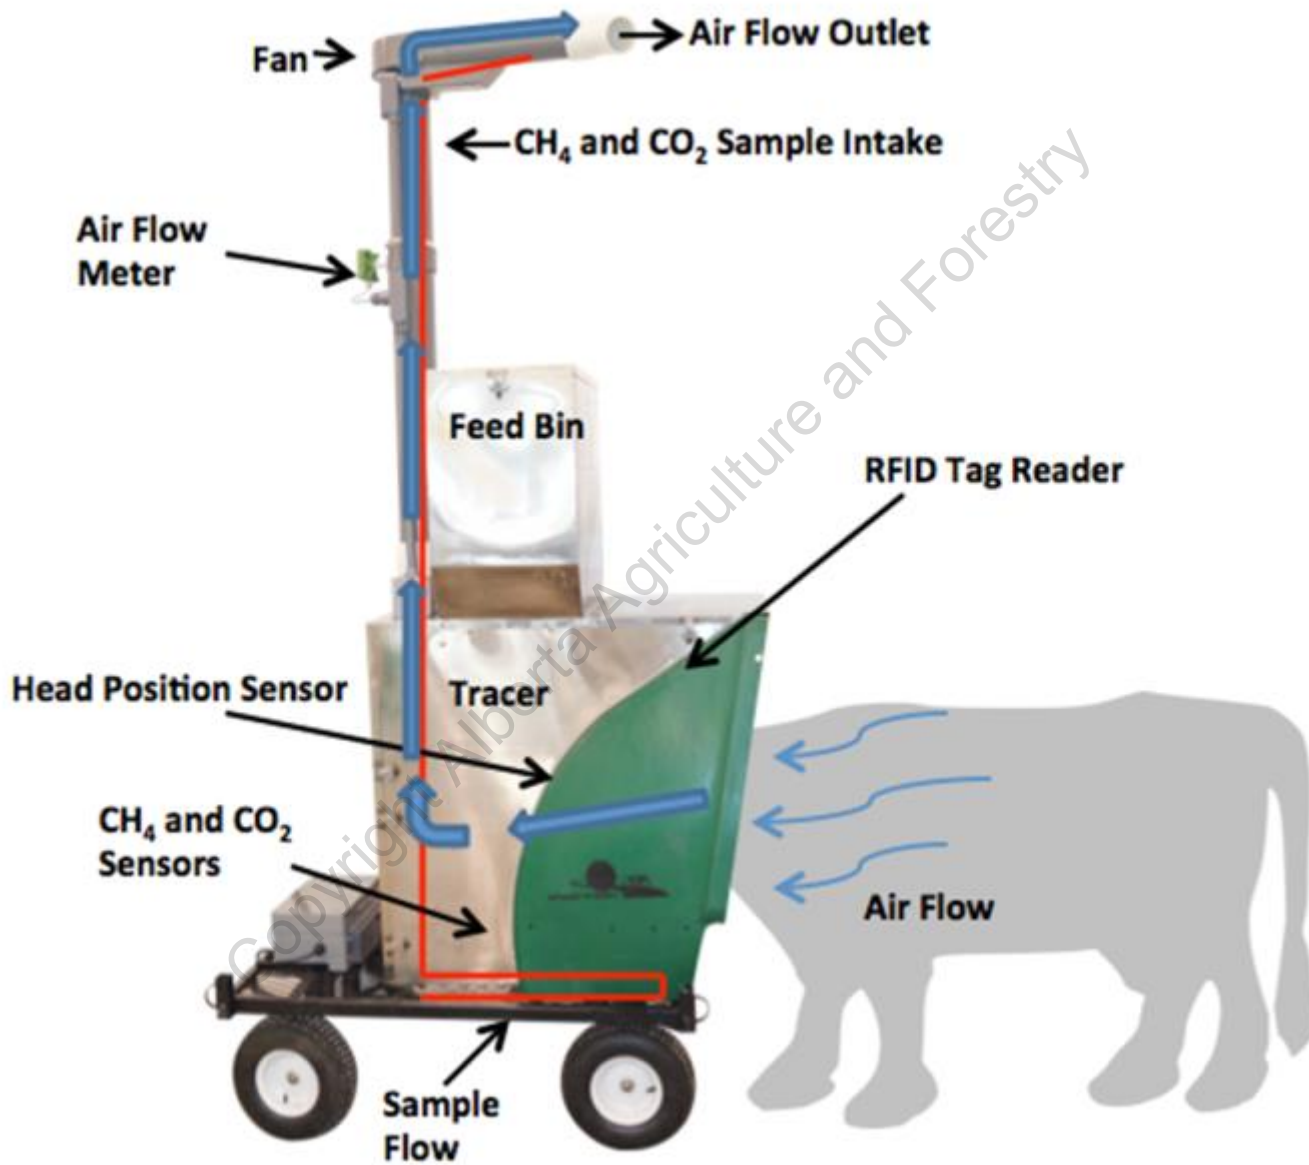 Fan
Air Flow Outlet
CH₄ and CO₂ Sample Intake
Air Flow
Meter
Feed Bin
RFID Tag Reader
Head Position Sensor
Tracer
CH₄ and CO₂
Sensors
Air Flow
Sample
Flow
Copyright Alberta Agriculture and Forestry